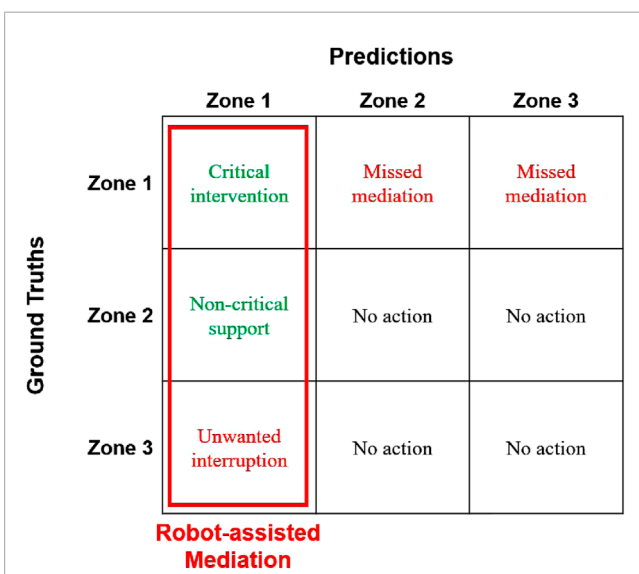 Predictions
Zone 1 Zone 2 Zone 3
Ground Truths
Zone 1
Critical
intervention
Missed
mediation
Missed
mediation
Zone 2
Non-critical
support
No action
No action
Zone 3
Unwanted
interruption
No action
No action
Robot-assisted
Mediation